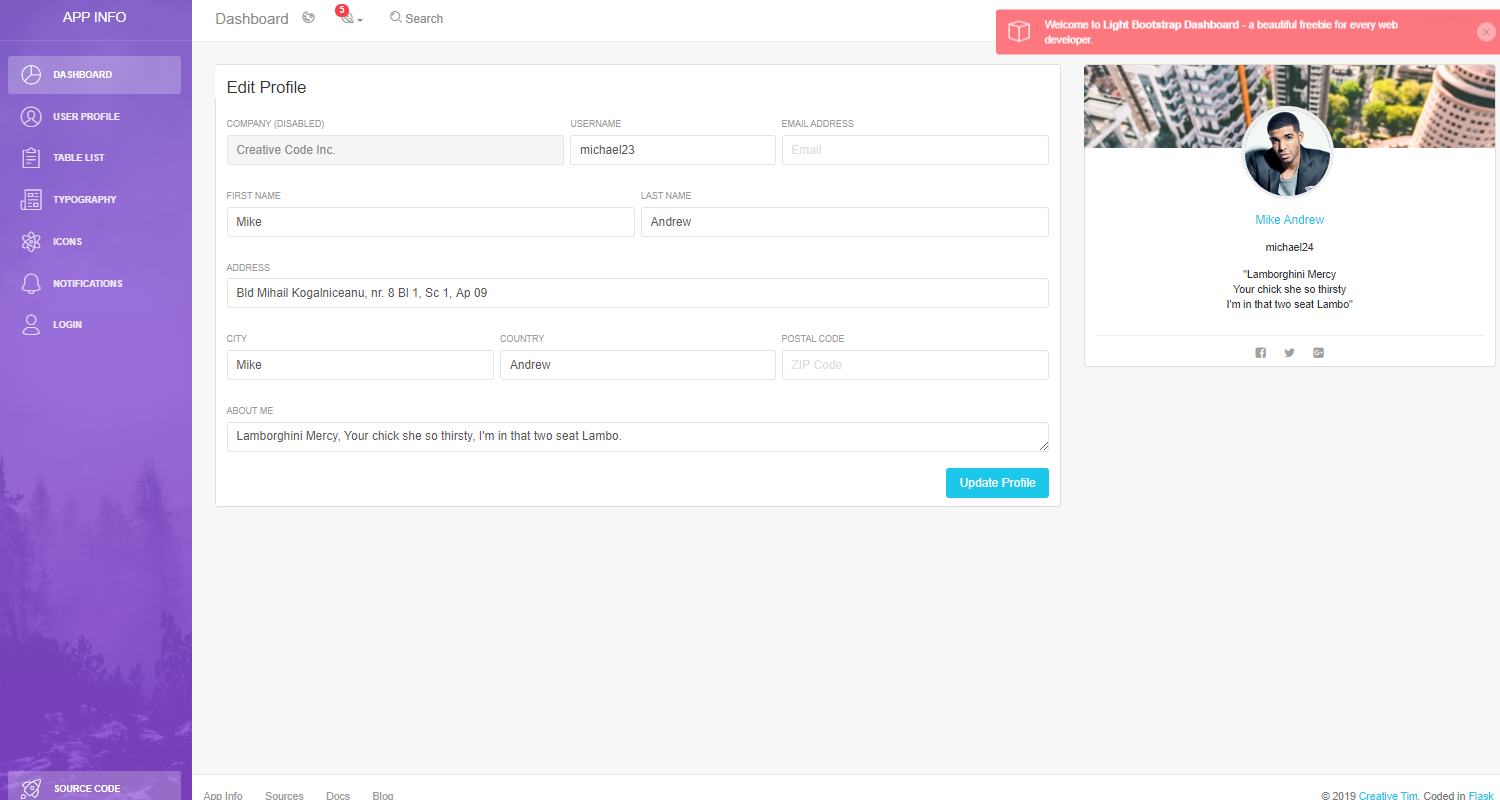 APP INFO
DASHBOARD
USER PROFILE
TABLE LIST
TYPOGRAPHY
ICONS
NOTIFICATIONS
LOGIN
SOURCE CODE
Dashboard
5
Search
Welcome to Light Bootstrap Dashboard - a beautiful freebie for every web
developer.
Edit Profile
COMPANY (DISABLED) USERNAME EMAIL ADDRESS
Creative Code Inc. michael23 Email
FIRST NAME LAST NAME
Mike Andrew
ADDRESS
Bld Mihail Kogalniceanu, nr. 8 Bl 1, Sc 1, Ap 09
CITY COUNTRY POSTAL CODE
Mike Andrew ZIP Code
ABOUT ME
Lamborghini Mercy, Your chick she so thirsty, I'm in that two seat Lambo.
Update Profile
Mike Andrew
michael24
"Lamborghini Mercy
Your chick she so thirsty
I'm in that two seat Lambo"
App Info Sources Docs Blog
© 2019 Creative Tim. Coded in Flask